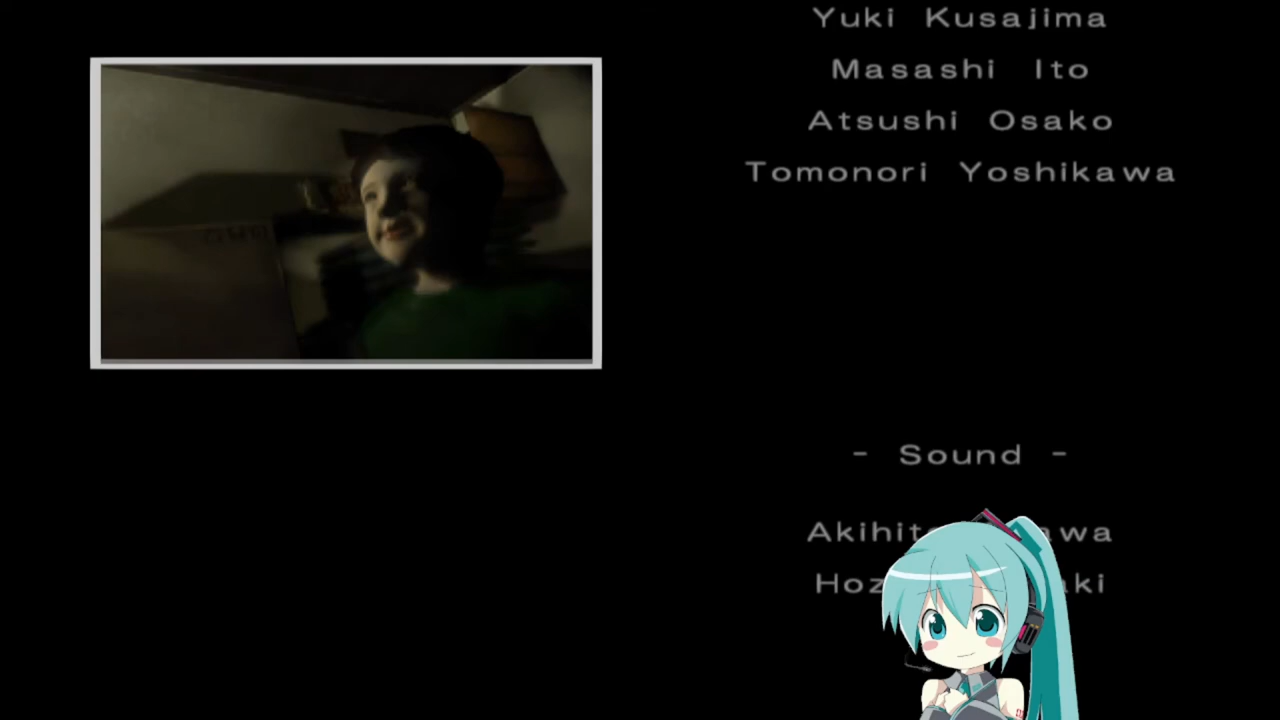 Yuki Kusajima
Masashi Ito
Atsushi Osako
Tomonori Yoshikawa
- Sound -